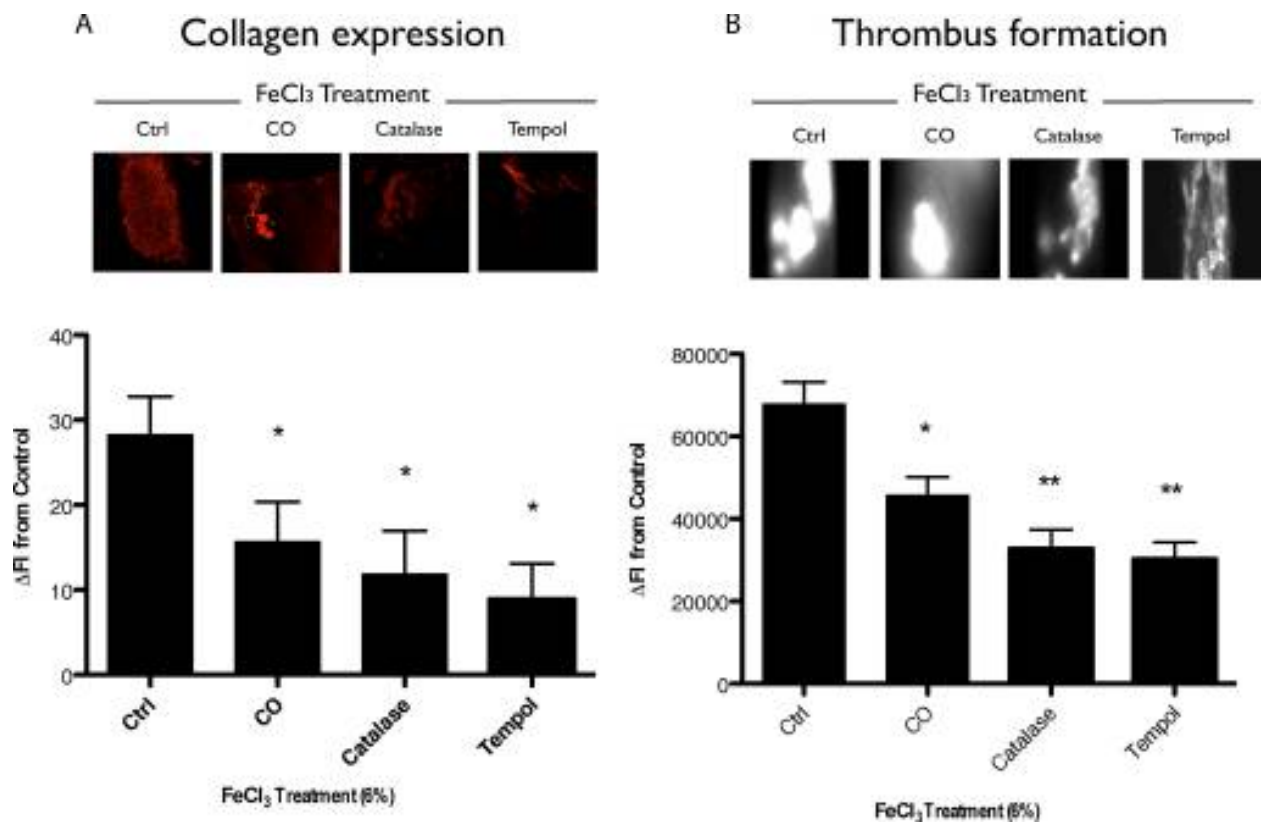 A Collagen expression
FeCl3 Treatment
Ctrl CO Catalase Tempol
40
30
20
10
0
ΔFI from Control
*
*
*
Ctrl CO Catalase Tempol
FeCl3 Treatment (6%)
B Thrombus formation
FeCl3 Treatment
Ctrl CO Catalase Tempol
80000
60000
40000
20000
0
ΔFI from Control
*
**
**
Ctrl CO Catalase Tempol
FeCl3 Treatment (6%)